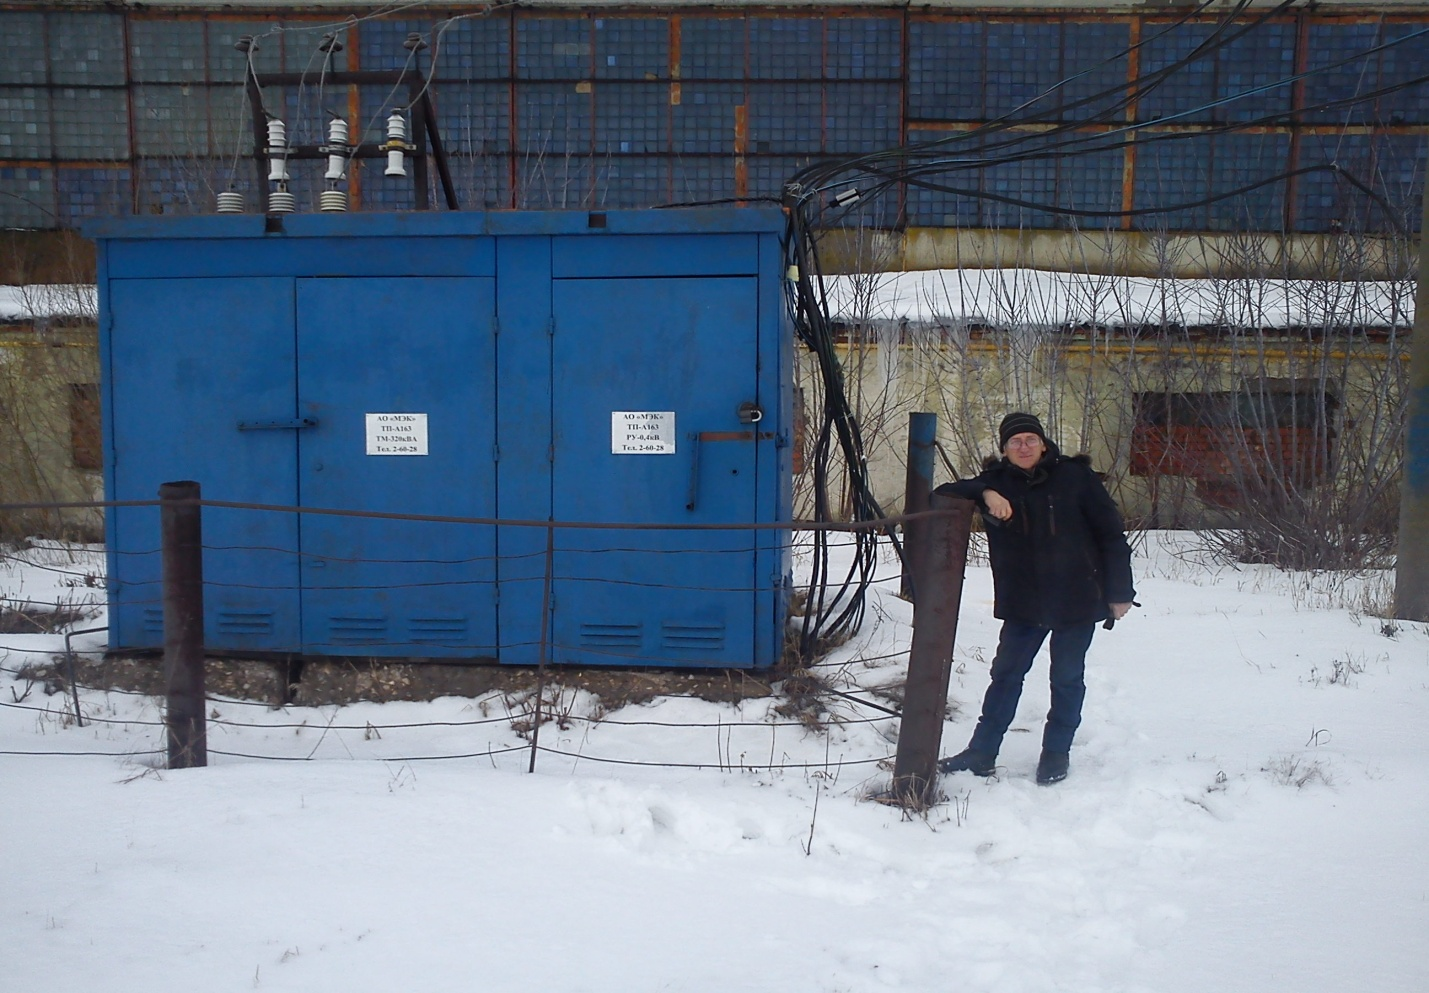 АО «МЭК»
ТП-А163
ТМ-320кВА
Тел. 2-60-28
АО «МЭК»
ТП-А163
РУ-0,4кВ
Тел. 2-60-28